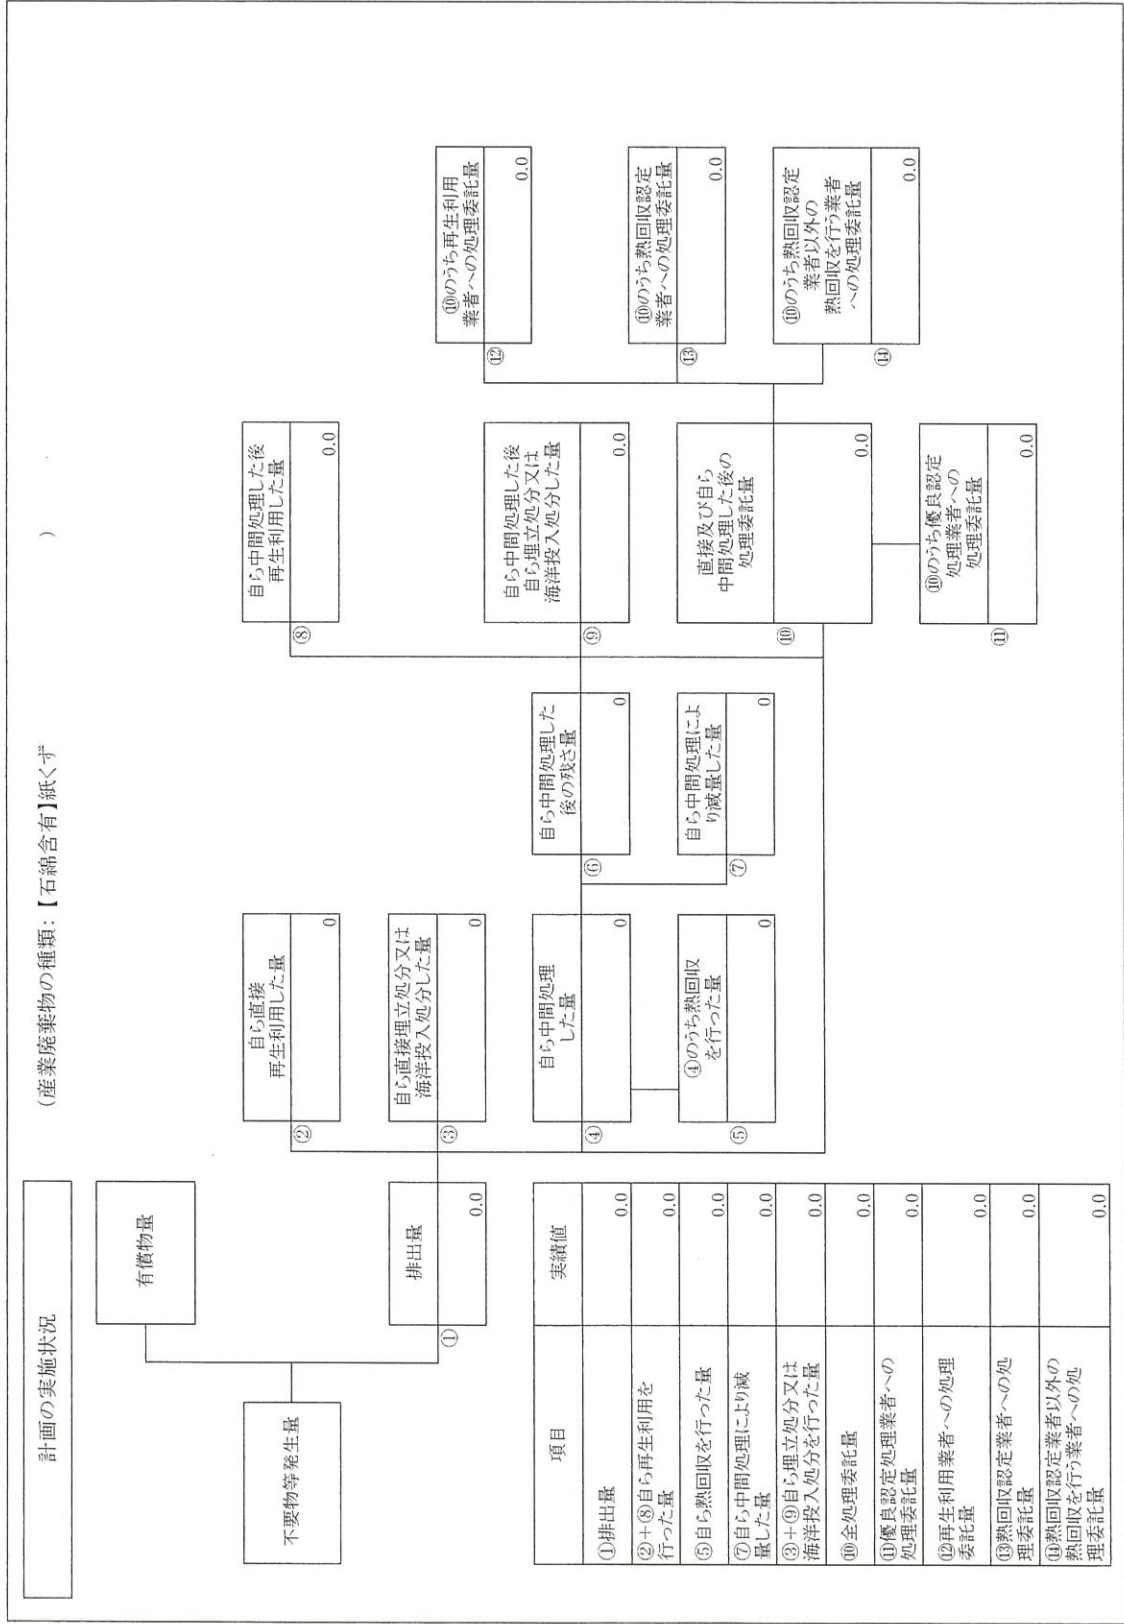 計画の実施状況
(産業廃棄物の種類:【石綿含有】紙くず )
不要物等発生量
有償物量
排出量
①
0.0
自ら直接
再生利用した量
②
0
自ら直接埋立処分又は
海洋投入処分した量
③
0
自ら中間処理
した量
④
0
④のうち熱回収
を行った量
⑤
0
自ら中間処理した
後の残さ量
⑥
0
自ら中間処理によ
り減量した量
⑦
0
自ら中間処理した後
再生利用した量
⑧
0.0
自ら中間処理した後
自ら埋立処分又は
海洋投入処分した量
⑨
0.0
直接及び自ら
中間処理した後の
処理委託量
⑩
0.0
⑩のうち優良認定
処理業者への
処理委託量
⑪
0.0
⑩のうち再生利用
業者への処理委託量
⑫
0.0
⑩のうち熱回収認定
業者への処理委託量
⑬
0.0
⑩のうち熱回収認定
業者以外の
熱回収を行う業者
への処理委託量
⑭
0.0
項目 実績値
①排出量 0.0
②+⑧自ら再生利用を
行った量 0.0
⑤自ら熱回収を行った量 0.0
⑦自ら中間処理により減
量した量 0.0
③+⑨自ら埋立処分又は
海洋投入処分を行った量 0.0
⑩全処理委託量 0.0
⑪優良認定処理業者への
処理委託量 0.0
⑫再生利用業者への処理
委託量 0.0
⑬熱回収認定業者への処
理委託量 0.0
⑭熱回収認定業者以外の
熱回収を行う業者への処
理委託量 0.0